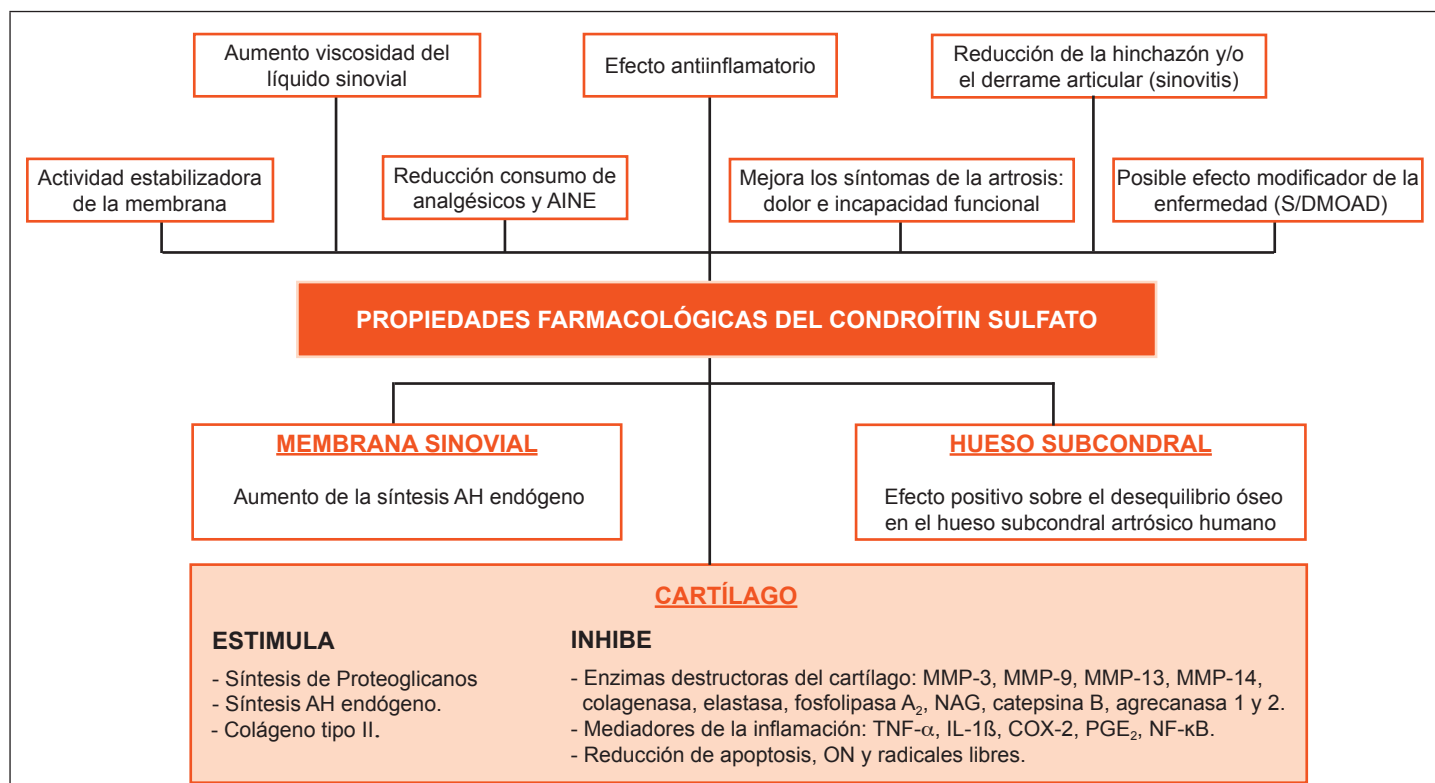 Aumento viscosidad del
líquido sinovial
Efecto antiinflamatorio
Reducción de la hinchazón y/o
el derrame articular (sinovitis)
Actividad estabilizadora
de la membrana
Reducción consumo de
analgésicos y AINE
Mejora los síntomas de la artrosis:
dolor e incapacidad funcional
Posible efecto modificador de la
enfermedad (S/DMOAD)
PROPIEDADES FARMACOLÓGICAS DEL CONDROÍTIN SULFATO
MEMBRANA SINOVIAL
Aumento de la síntesis AH endógeno
HUESO SUBCONDRAL
Efecto positivo sobre el desequilibrio óseo
en el hueso subcondral artrósico humano
CARTÍLAGO
ESTIMULA
- Síntesis de Proteoglicanos
- Síntesis AH endógeno.
- Colágeno tipo II.
INHIBE
- Enzimas destructoras del cartílago: MMP-3, MMP-9, MMP-13, MMP-14,
colagenasa, elastasa, fosfolipasa A₂, NAG, catepsina B, agrecanasa 1 y 2.
- Mediadores de la inflamación: TNF-α, IL-1ß, COX-2, PGE₂, NF-κB.
- Reducción de apoptosis, ON y radicales libres.